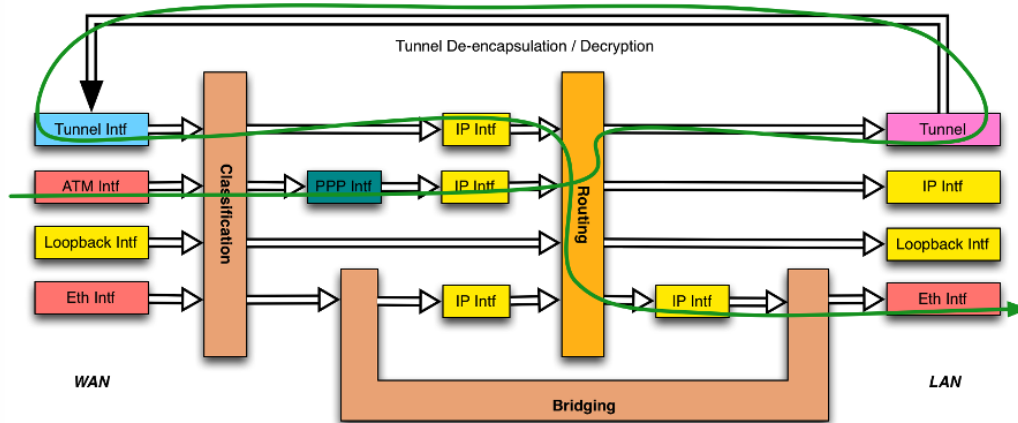 Tunnel De-encapsulation / Decryption
Tunnel Intf
IP Intf
Tunnel
ATM Intf
PPP Intf
IP Intf
IP Intf
Classification
Routing
Loopback Intf
Loopback Intf
Eth Intf
IP Intf
IP Intf
Eth Intf
WAN
LAN
Bridging